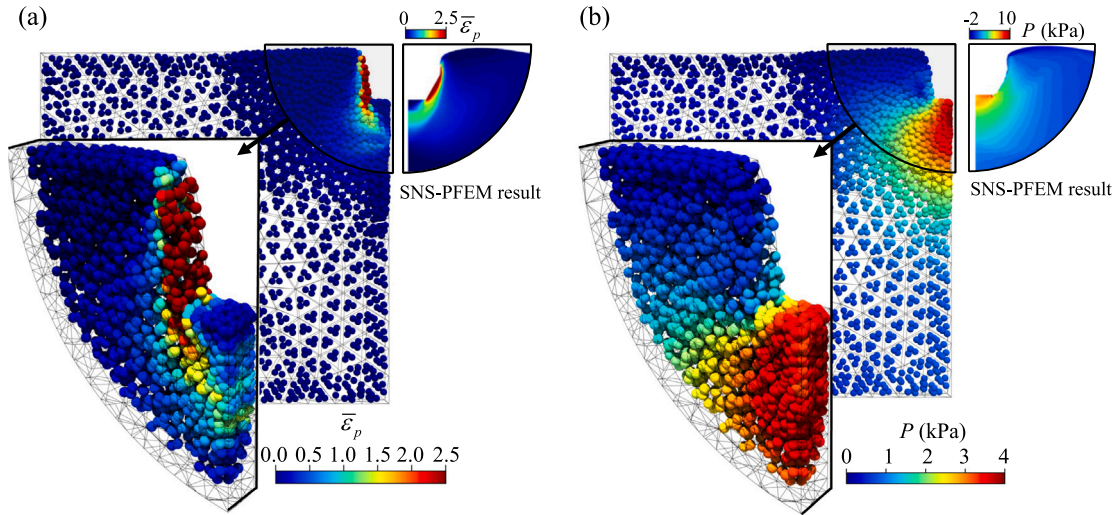 (a)
0 2.5 ε̅ₚ
SNS-PFEM result
ε̅ₚ
0.0 0.5 1.0 1.5 2.0 2.5
(b)
-2 10 P (kPa)
SNS-PFEM result
P (kPa)
0 1 2 3 4